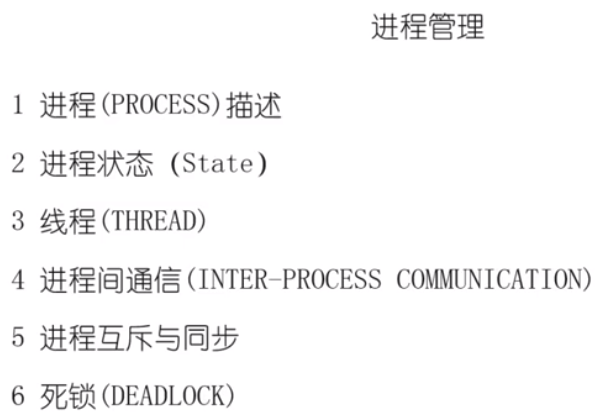 进程管理
1 进程(PROCESS)描述
2 进程状态 (State)
3 线程(THREAD)
4 进程间通信(INTER-PROCESS COMMUNICATION)
5 进程互斥与同步
6 死锁(DEADLOCK)